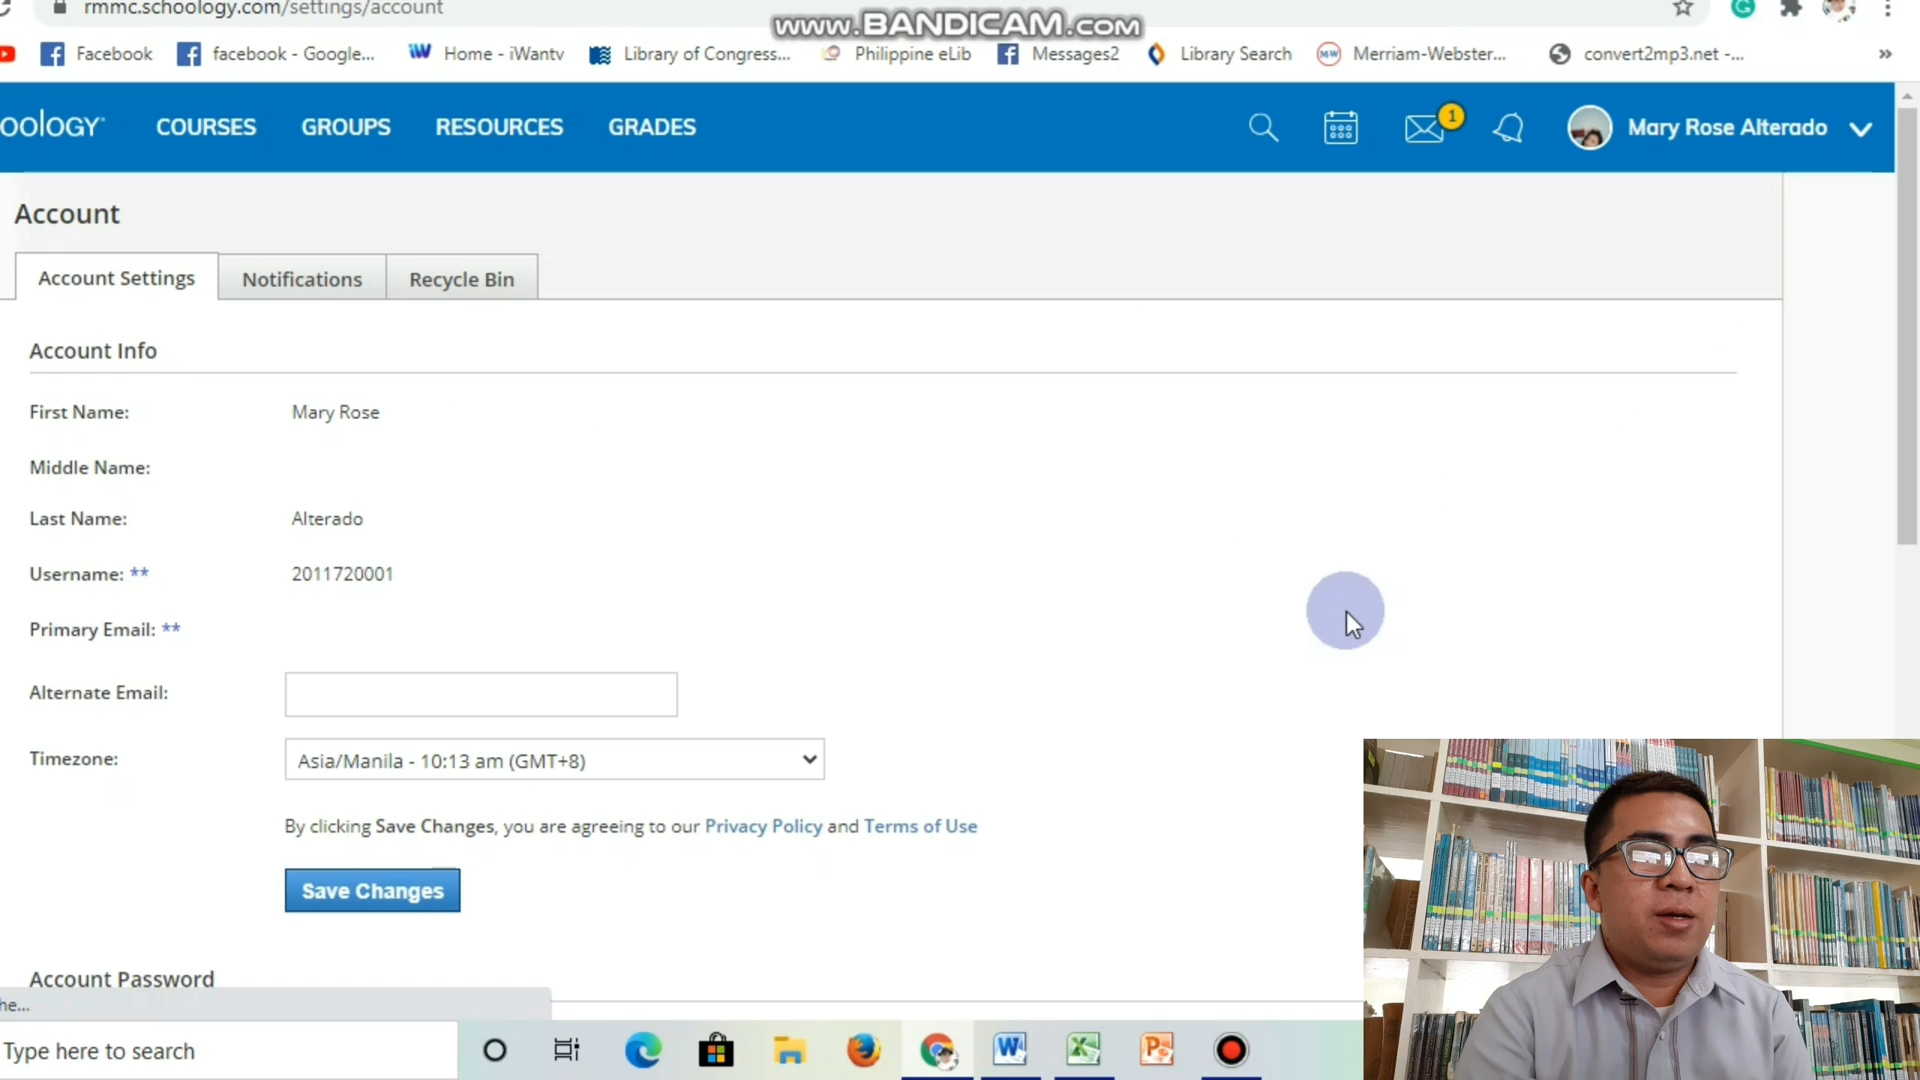 rmmc.schoology.com/settings/account
www.BANDICAM.com
Facebook facebook - Google... Home - iWantv Library of Congress... Philippine eLib Messages2 Library Search Merriam-Webster... convert2mp3.net -... »
oology COURSES GROUPS RESOURCES GRADES 1 Mary Rose Alterado
Account
Account Settings Notifications Recycle Bin
Account Info
First Name: Mary Rose
Middle Name:
Last Name: Alterado
Username: ** 2011720001
Primary Email: **
Alternate Email:
Timezone: Asia/Manila - 10:13 am (GMT+8)
By clicking Save Changes, you are agreeing to our Privacy Policy and Terms of Use
Save Changes
Account Password
he...
Type here to search